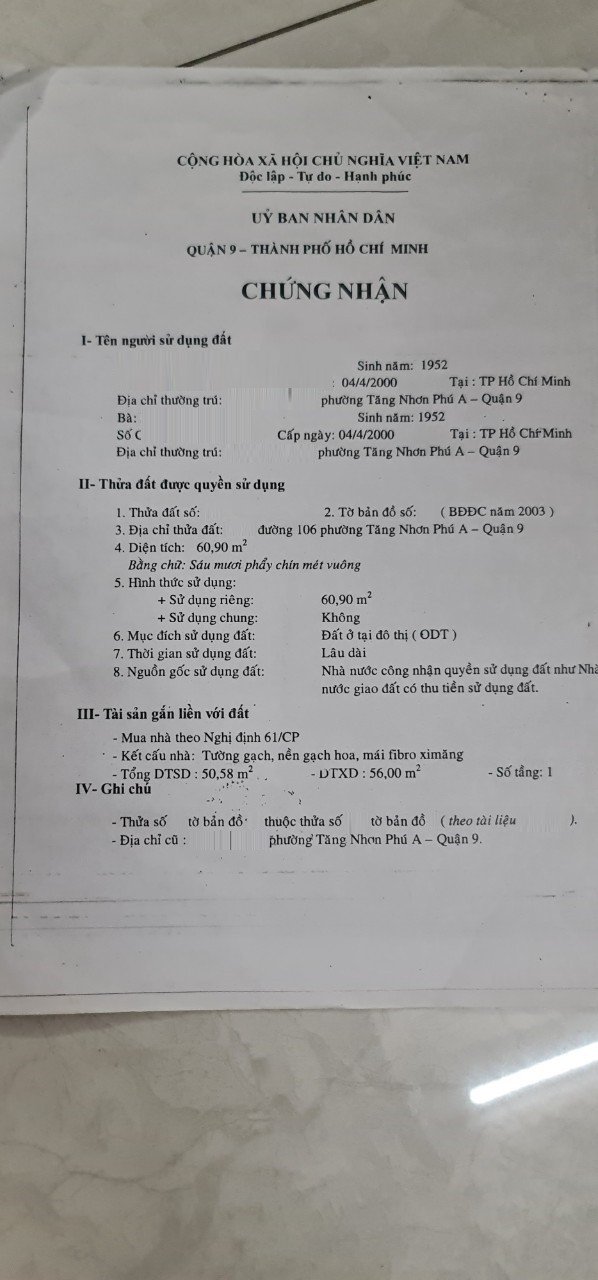 CỘNG HÒA XÃ HỘI CHỦ NGHĨA VIỆT NAM
Độc lập - Tự do - Hạnh phúc
UỶ BAN NHÂN DÂN
QUẬN 9 – THÀNH PHỐ HỒ CHÍ MINH
CHỨNG NHẬN
I- Tên người sử dụng đất
Sinh năm: 1952
: 04/4/2000 Tại : TP Hồ Chí Minh
Địa chỉ thường trú: phường Tăng Nhơn Phú A – Quận 9
Bà: Sinh năm: 1952
Số Cấp ngày: 04/4/2000 Tại : TP Hồ Chí Minh
Địa chỉ thường trú: phường Tăng Nhơn Phú A – Quận 9
II- Thửa đất được quyền sử dụng
1. Thửa đất số: 2. Tờ bản đồ số: ( BĐĐC năm 2003 )
3. Địa chỉ thửa đất: đường 106 phường Tăng Nhơn Phú A – Quận 9
4. Diện tích: 60,90 m²
Bằng chữ: Sáu mươi phẩy chín mét vuông
5. Hình thức sử dụng:
+ Sử dụng riêng: 60,90 m²
+ Sử dụng chung: Không
6. Mục đích sử dụng đất: Đất ở tại đô thị ( ODT )
7. Thời gian sử dụng đất: Lâu dài
8. Nguồn gốc sử dụng đất: Nhà nước công nhận quyền sử dụng đất như Nhà
nước giao đất có thu tiền sử dụng đất.
III- Tài sản gắn liền với đất
- Mua nhà theo Nghị định 61/CP
- Kết cấu nhà: Tường gạch, nền gạch hoa, mái fibro ximăng
- Tổng DTSD : 50,58 m² - DTXD : 56,00 m² - Số tầng: 1
IV- Ghi chú
- Thửa số tờ bản đồ thuộc thửa số tờ bản đồ ( theo tài liệu ).
- Địa chỉ cũ : phường Tăng Nhơn Phú A – Quận 9.